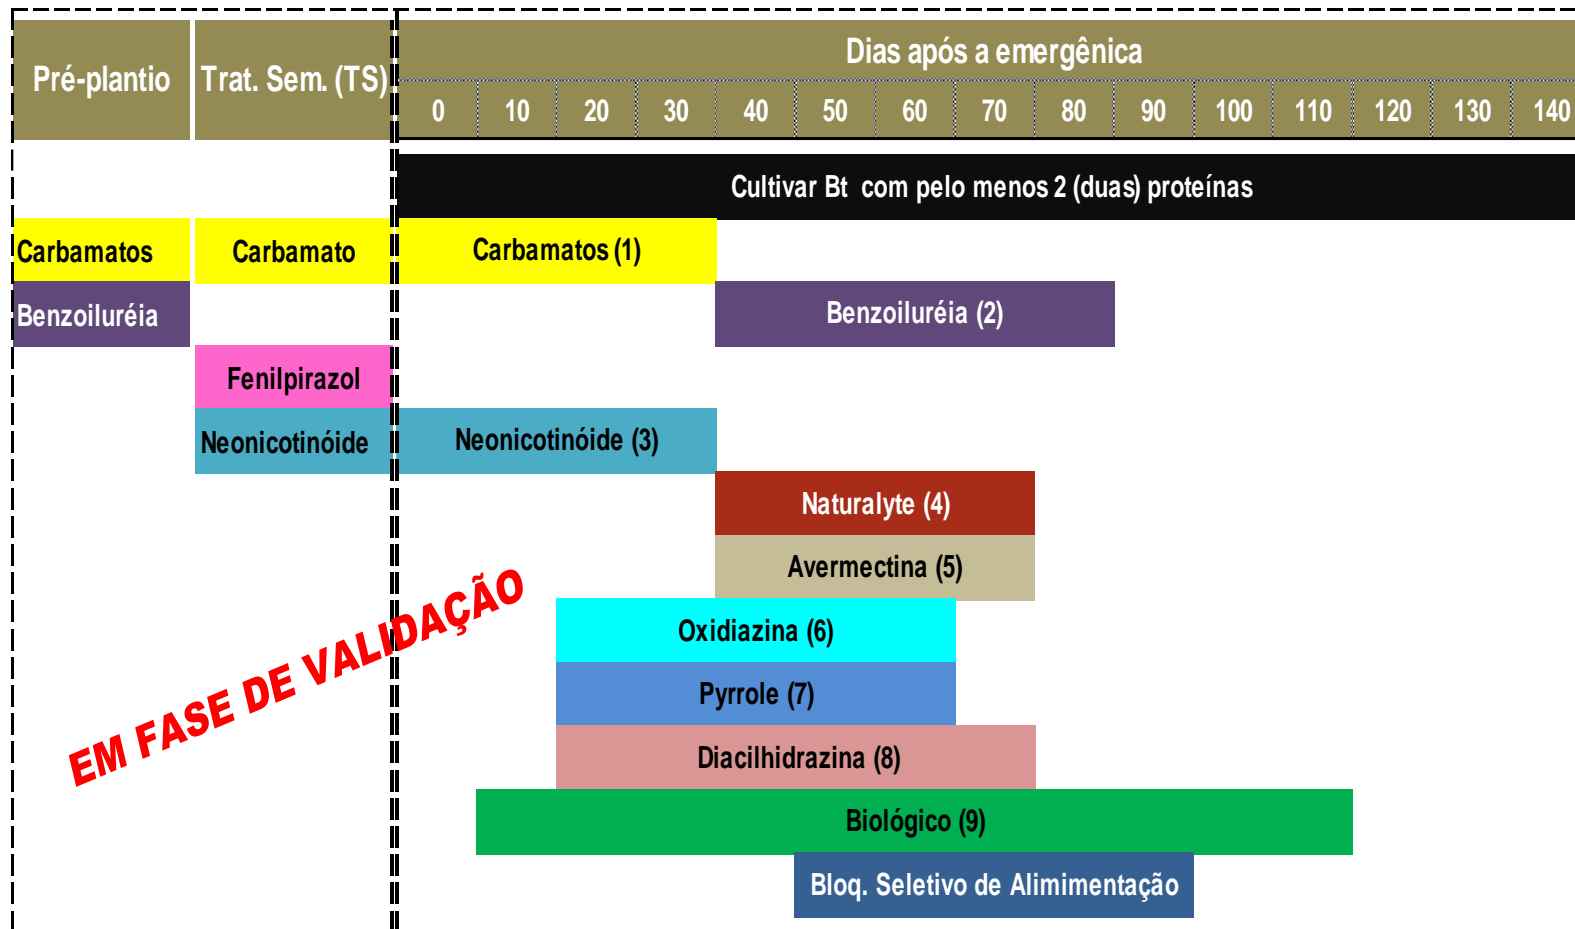 Pré-plantio
Trat. Sem. (TS)
Dias após a emergênica
0 10 20 30 40 50 60 70 80 90 100 110 120 130 140
Cultivar Bt com pelo menos 2 (duas) proteínas
Carbamatos
Carbamato
Carbamatos (1)
Benzoiluréia
Benzoiluréia (2)
Fenilpirazol
Neonicotinóide
Neonicotinóide (3)
Naturalyte (4)
Avermectina (5)
Oxidiazina (6)
Pyrrole (7)
Diacilhidrazina (8)
Biológico (9)
Bloq. Seletivo de Alimimentação
EM FASE DE VALIDAÇÃO